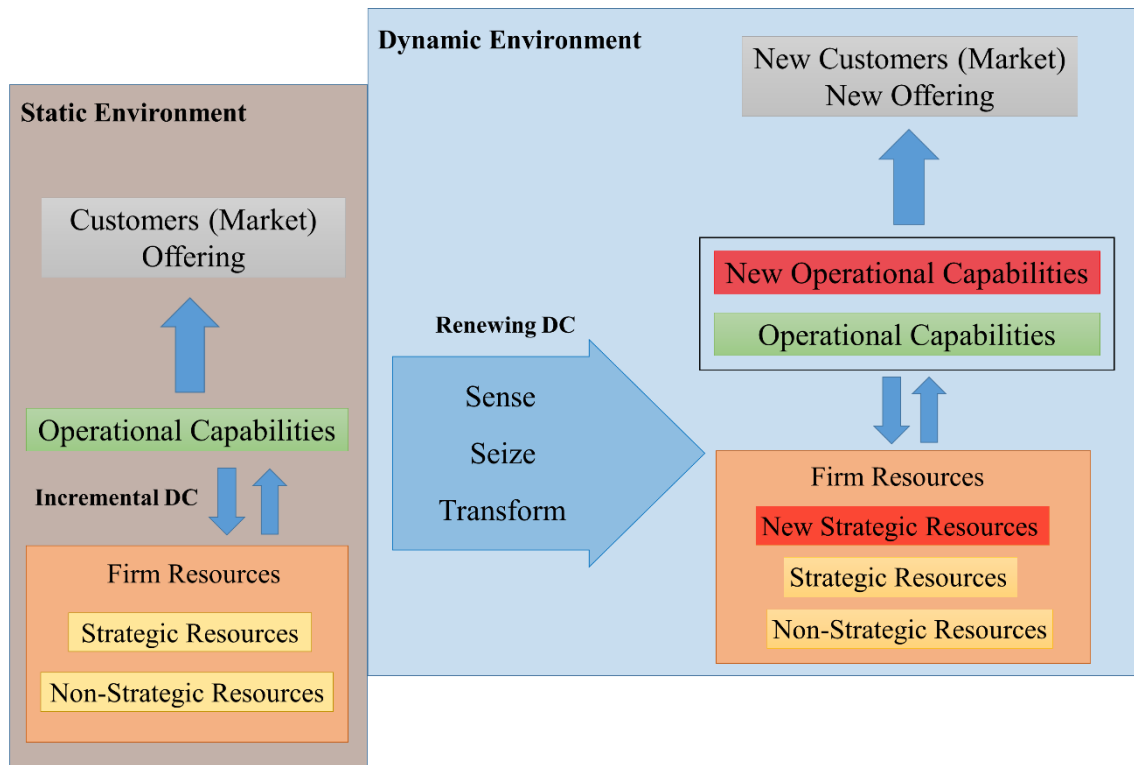 Static Environment
Customers (Market)
Offering
Operational Capabilities
Incremental DC
Firm Resources
Strategic Resources
Non-Strategic Resources
Dynamic Environment
Renewing DC
Sense
Seize
Transform
New Customers (Market)
New Offering
New Operational Capabilities
Operational Capabilities
Firm Resources
New Strategic Resources
Strategic Resources
Non-Strategic Resources